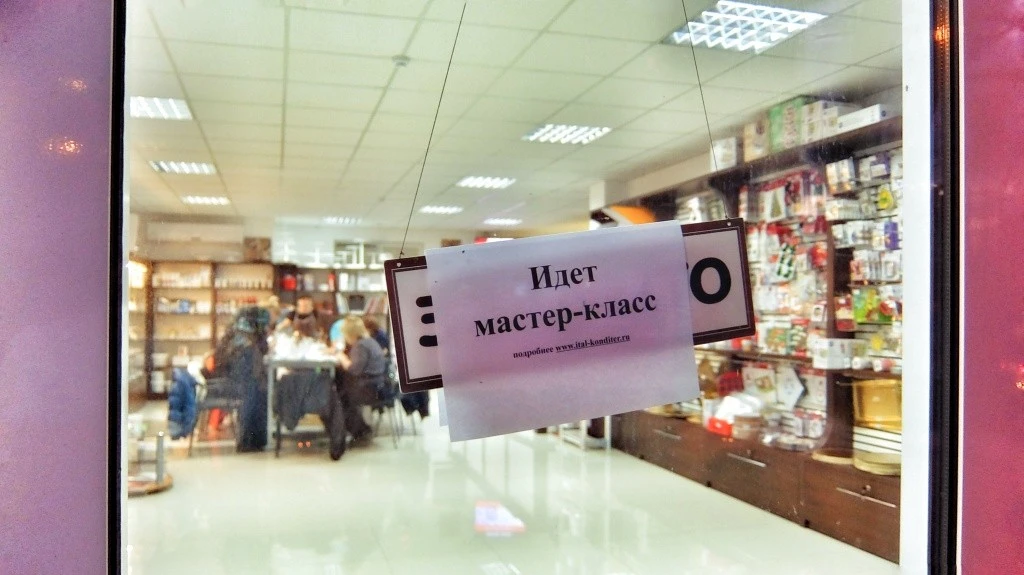 Идет
мастер-класс
подробнее www.ital-konditer.ru
О